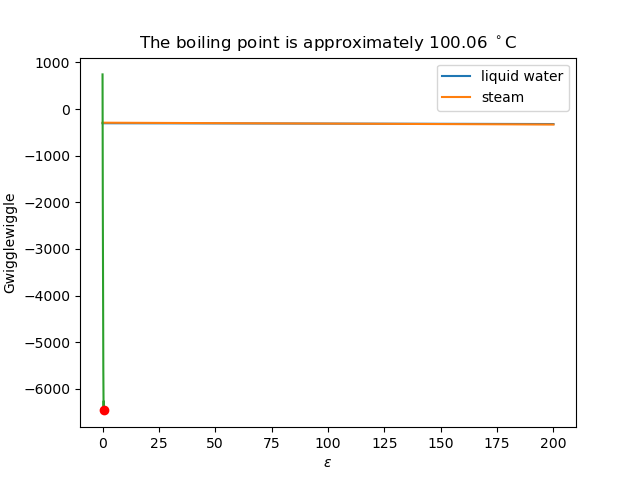 The boiling point is approximately 100.06 °C
liquid water
steam
1000
0
−1000
−2000
−3000
−4000
−5000
−6000
Gwigglewiggle
0 25 50 75 100 125 150 175 200
ε